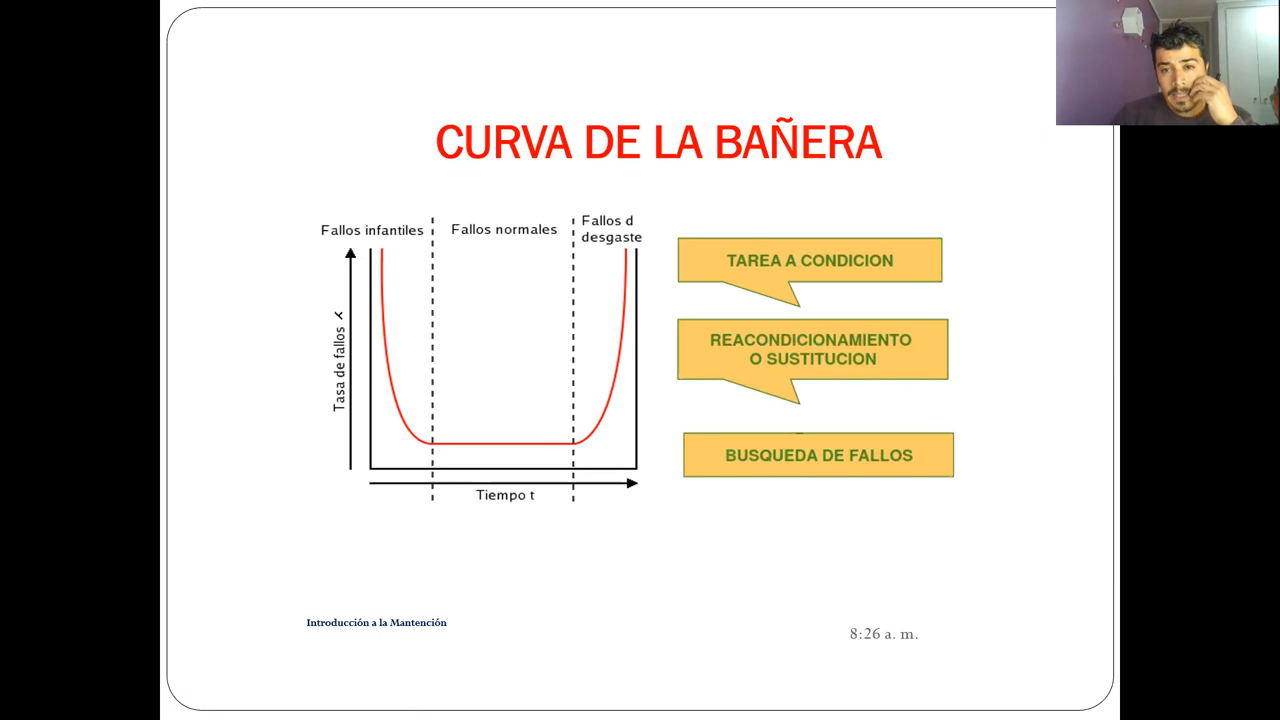 CURVA DE LA BAÑERA
Fallos infantiles
Fallos normales
Fallos d
desgaste
Tasa de fallos
Tiempo t
TAREA A CONDICION
REACONDICIONAMIENTO
O SUSTITUCION
BUSQUEDA DE FALLOS
Introducción a la Mantención
8:26 a. m.